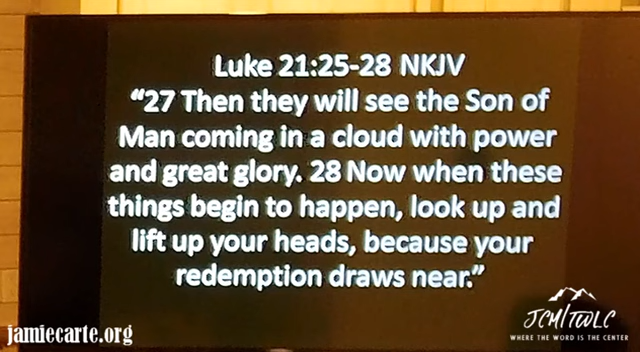 Luke 21:25-28 NKJV
“27 Then they will see the Son of
Man coming in a cloud with power
and great glory. 28 Now when these
things begin to happen, look up and
lift up your heads, because your
redemption draws near.”
jamiecarte.org
JCM/TWLC
WHERE THE WORD IS THE CENTER